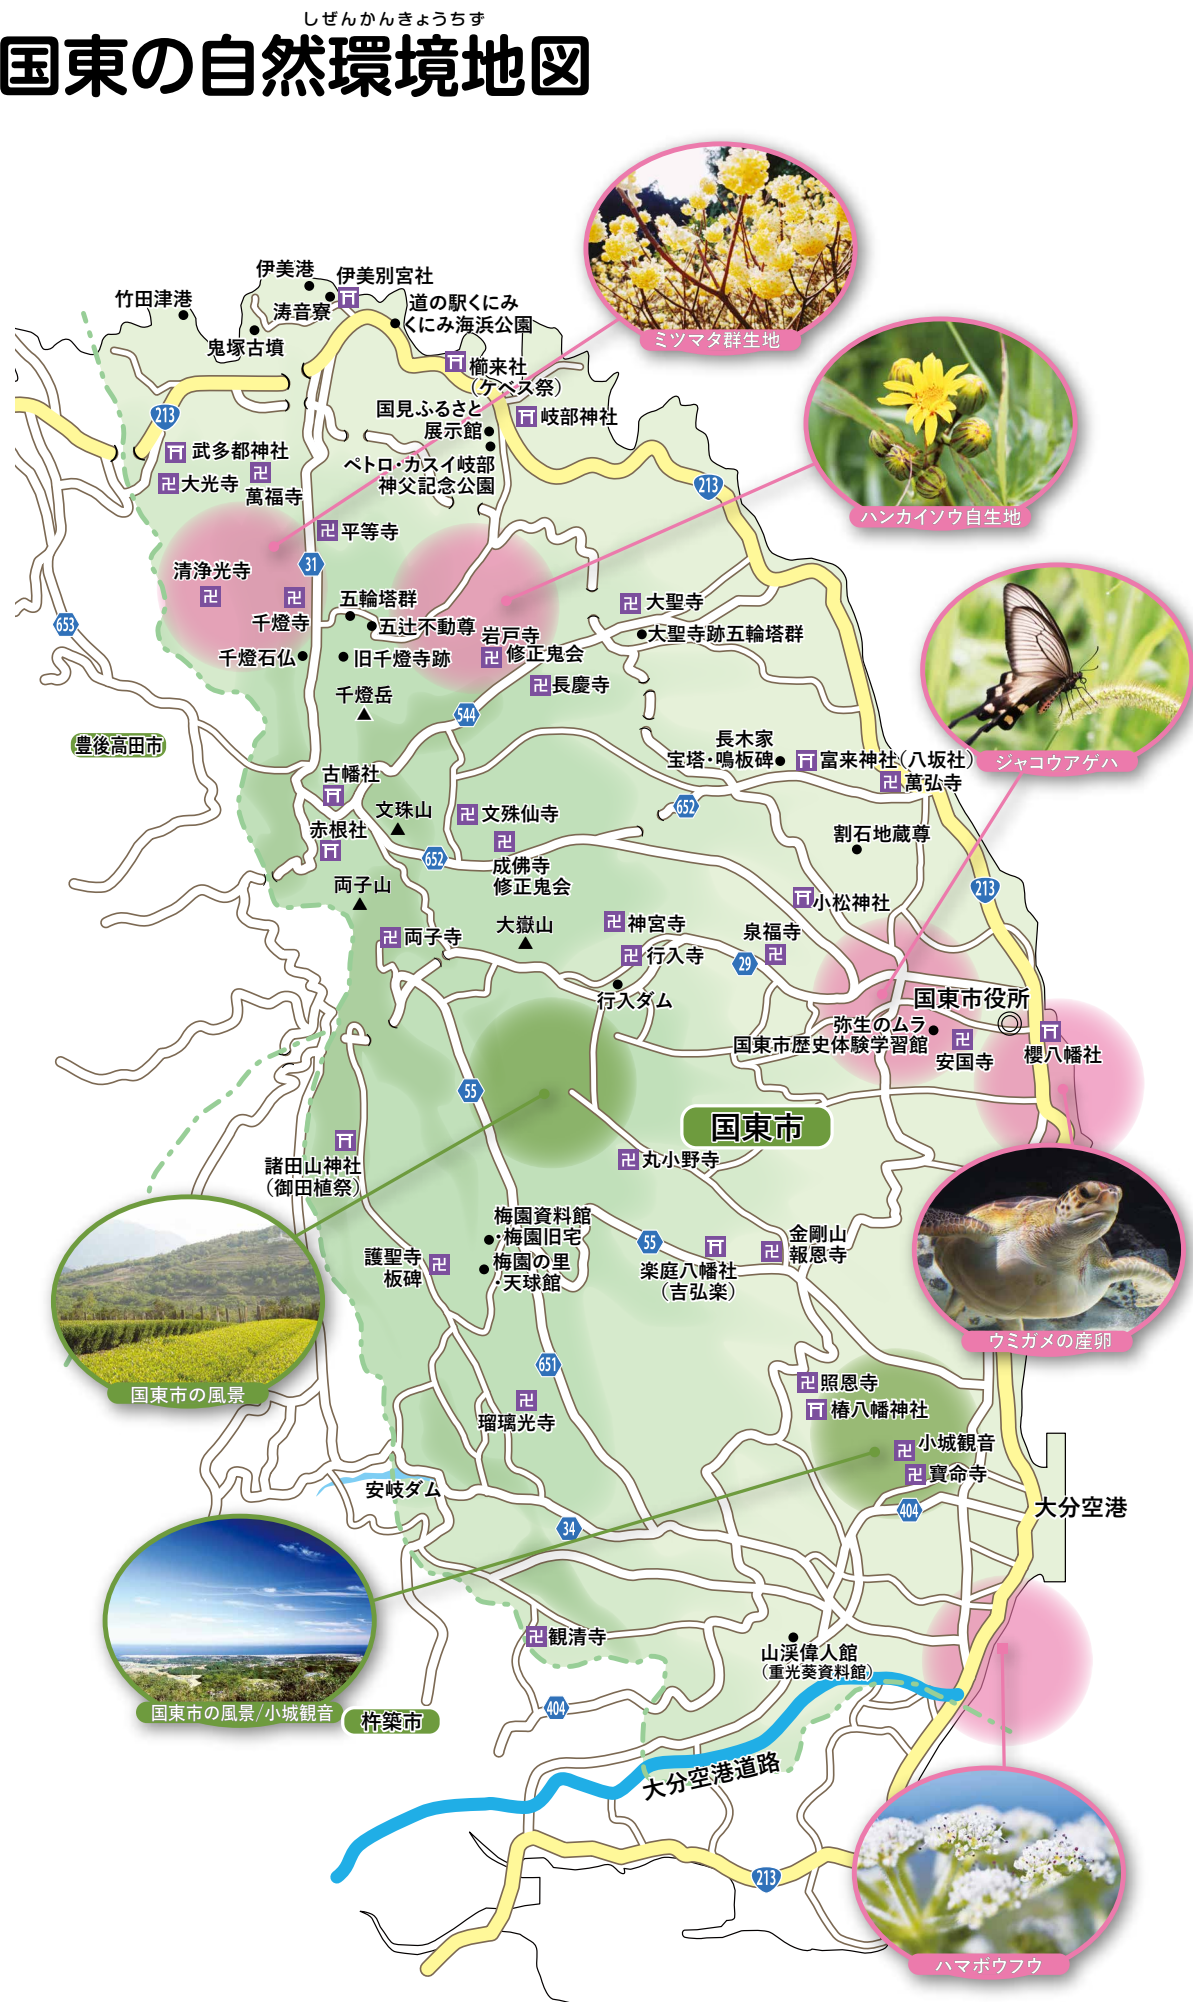 しぜんかんきょうちず
国東の自然環境地図
ミツマタ群生地
伊美港
伊美別宮社
竹田津港
涛音寮
道の駅くにみ
くにみ海浜公園
鬼塚古墳
櫛来社
(ケベス祭)
国見ふるさと
展示館
岐部神社
213
武多都神社
大光寺
萬福寺
ペトロ・カスイ岐部
神父記念公園
213
ハンカイソウ自生地
平等寺
31
清浄光寺
千燈寺
五輪塔群
五辻不動尊
653
千燈石仏
旧千燈寺跡
岩戸寺
修正鬼会
大聖寺
大聖寺跡五輪塔群
長慶寺
千燈岳
544
豊後高田市
長木家
宝塔・鳴板碑
富来神社(八坂社)
萬弘寺
ジャコウアゲハ
古幡社
文珠山
文殊仙寺
652
赤根社
652
成佛寺
修正鬼会
割石地蔵尊
両子山
213
小松神社
両子寺
大嶽山
神宮寺
行入寺
泉福寺
29
行入ダム
国東市役所
弥生のムラ
国東市歴史体験学習館
安国寺
櫻八幡社
55
国東市
諸田山神社
(御田植祭)
丸小野寺
梅園資料館
・梅園旧宅
梅園の里
・天球館
護聖寺
板碑
55
楽庭八幡社
(吉弘楽)
金剛山
報恩寺
ウミガメの産卵
国東市の風景
651
瑠璃光寺
照恩寺
椿八幡神社
小城観音
寶命寺
安岐ダム
404
大分空港
34
観清寺
山渓偉人館
(重光葵資料館)
国東市の風景/小城観音
杵築市
404
大分空港道路
213
ハマボウフウ